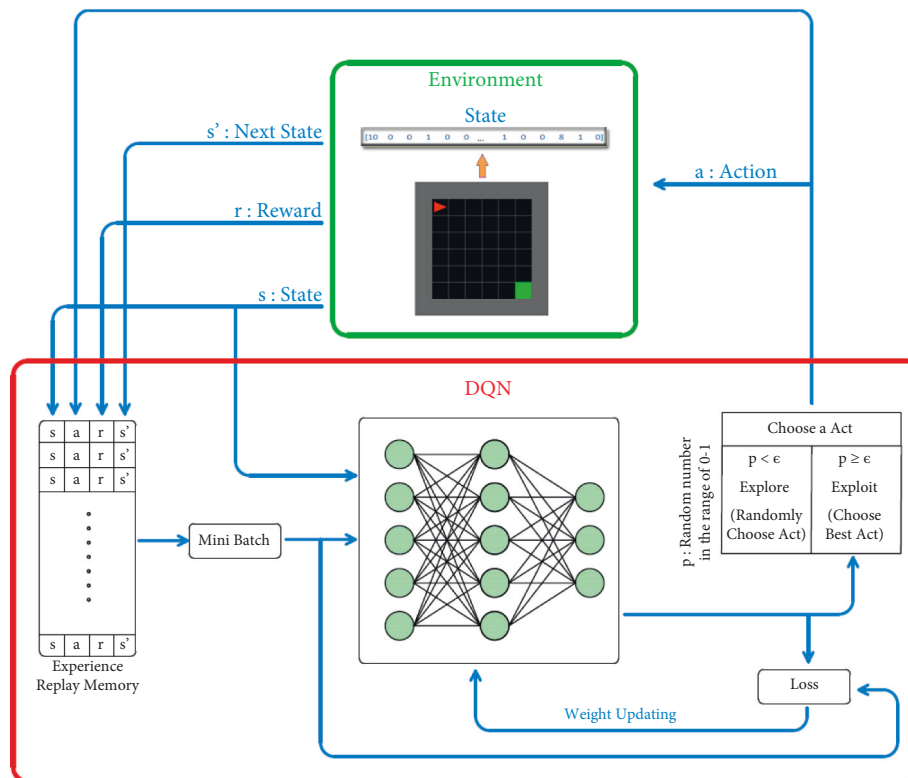 Environment
State
[10 0 0 1 0 0 ... 1 0 0 8 1 0]
s' : Next State
a : Action
r : Reward
s : State
DQN
s a r s'
s a r s'
s a r s'
s a r s'
Experience
Replay Memory
Mini Batch
p : Random number
in the range of 0-1
Choose a Act
p < ϵ
Explore
(Randomly
Choose Act)
p ≥ ϵ
Exploit
(Choose
Best Act)
Loss
Weight Updating